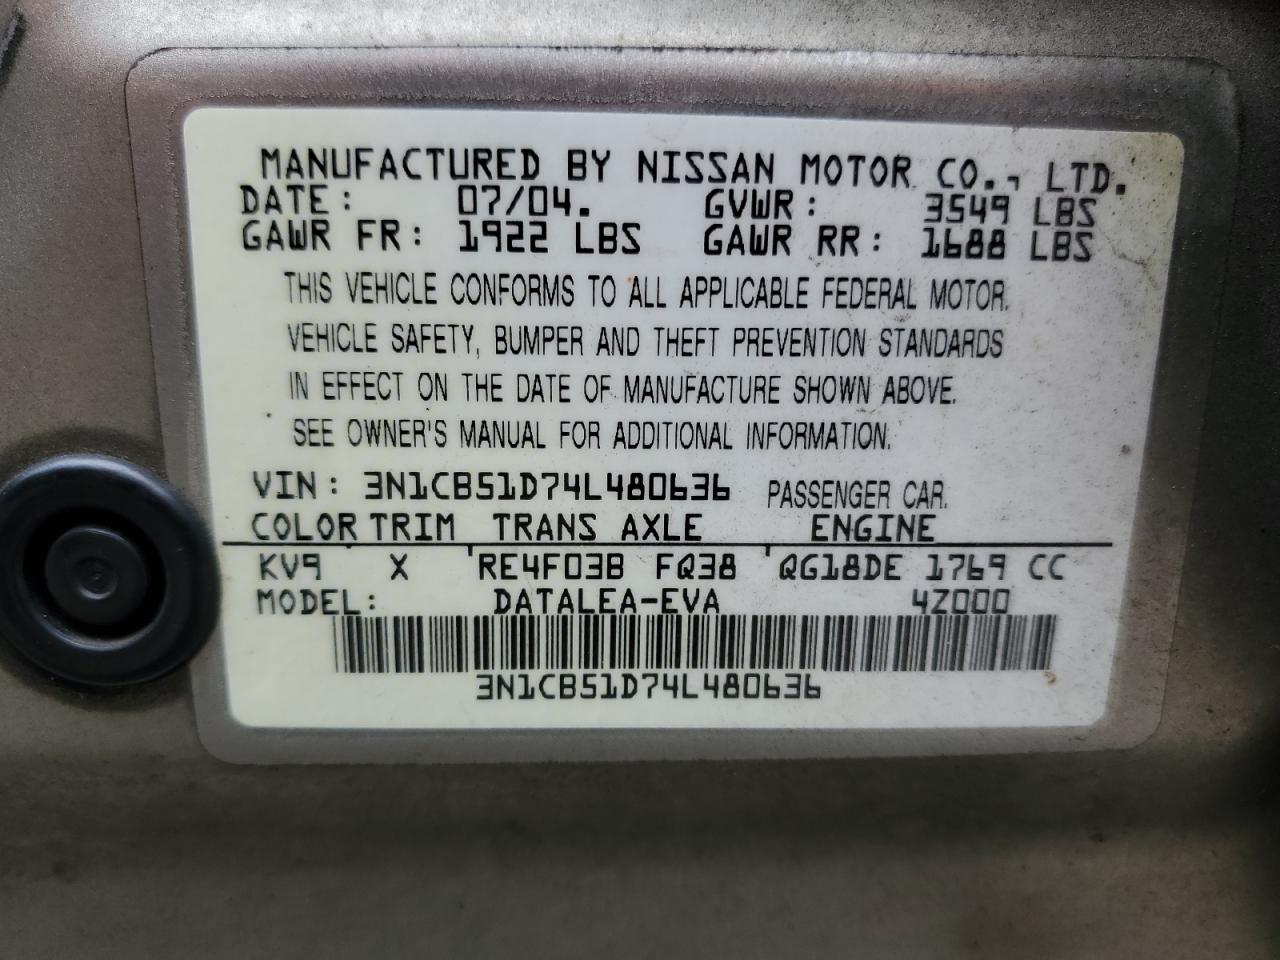 MANUFACTURED BY NISSAN MOTOR CO., LTD.
DATE: 07/04. GVWR: 3549 LBS
GAWR FR: 1922 LBS GAWR RR: 1688 LBS
THIS VEHICLE CONFORMS TO ALL APPLICABLE FEDERAL MOTOR.
VEHICLE SAFETY, BUMPER AND THEFT PREVENTION STANDARDS
IN EFFECT ON THE DATE OF MANUFACTURE SHOWN ABOVE.
SEE OWNER'S MANUAL FOR ADDITIONAL INFORMATION.
VIN: 3N1CB51D74L480636 PASSENGER CAR.
COLOR TRIM TRANS AXLE ENGINE
KV9 X RE4F03B FQ38 QG18DE 1769 CC
MODEL: DATALEA-EVA 4Z000
3N1CB51D74L480636